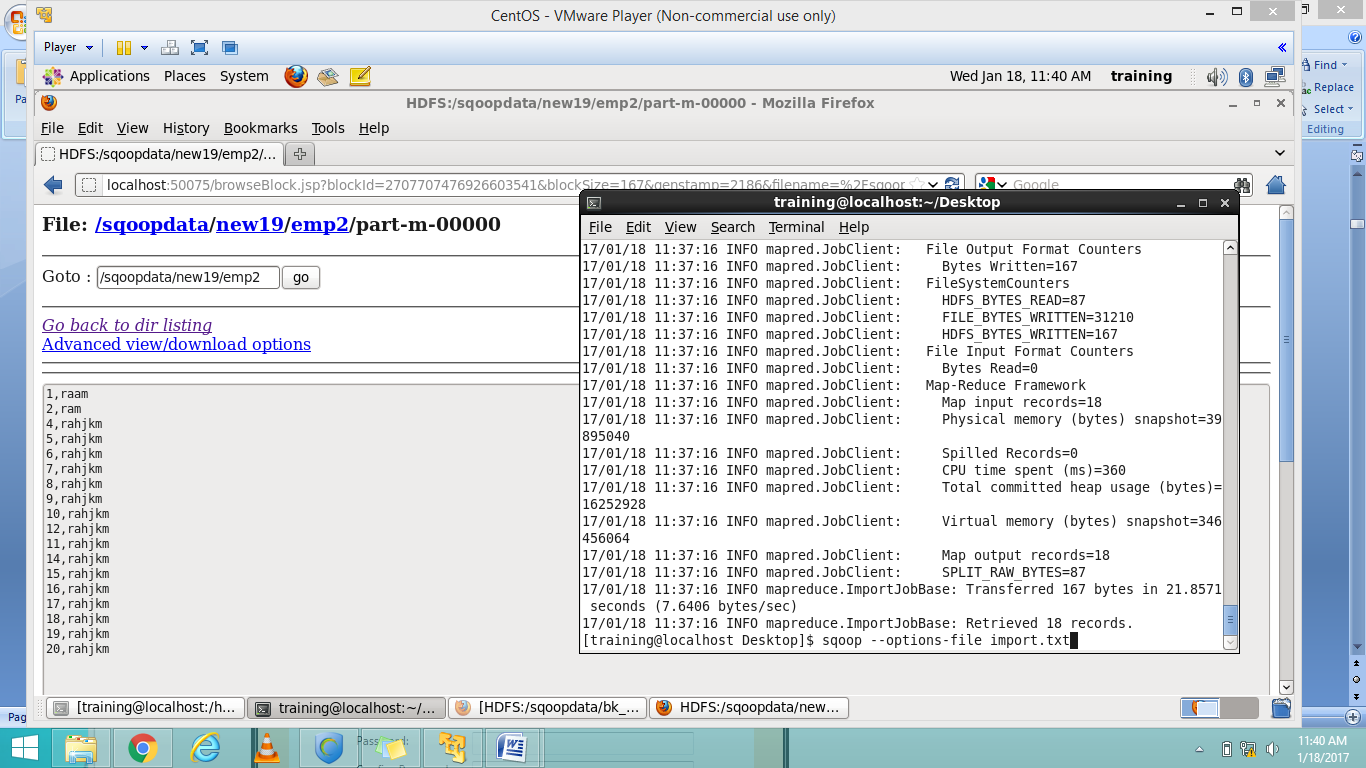 CentOS - VMware Player (Non-commercial use only)
Player
Find
Replace
Select
Editing
Applications Places System
Wed Jan 18, 11:40 AM training
HDFS:/sqoopdata/new19/emp2/part-m-00000 - Mozilla Firefox
File Edit View History Bookmarks Tools Help
HDFS:/sqoopdata/new19/emp2/...
localhost:50075/browseBlock.jsp?blockId=2707707476926603541&blockSize=167&genstamp=2186&filename=%2Fsqoor
Google
File: /sqoopdata/new19/emp2/part-m-00000
Goto : /sqoopdata/new19/emp2 go
Go back to dir listing
Advanced view/download options
1,raam
2,ram
4,rahjkm
5,rahjkm
6,rahjkm
7,rahjkm
8,rahjkm
9,rahjkm
10,rahjkm
12,rahjkm
11,rahjkm
14,rahjkm
15,rahjkm
16,rahjkm
17,rahjkm
18,rahjkm
19,rahjkm
20,rahjkm
training@localhost:~/Desktop
File Edit View Search Terminal Help
17/01/18 11:37:16 INFO mapred.JobClient: File Output Format Counters
17/01/18 11:37:16 INFO mapred.JobClient: Bytes Written=167
17/01/18 11:37:16 INFO mapred.JobClient: FileSystemCounters
17/01/18 11:37:16 INFO mapred.JobClient: HDFS_BYTES_READ=87
17/01/18 11:37:16 INFO mapred.JobClient: FILE_BYTES_WRITTEN=31210
17/01/18 11:37:16 INFO mapred.JobClient: HDFS_BYTES_WRITTEN=167
17/01/18 11:37:16 INFO mapred.JobClient: File Input Format Counters
17/01/18 11:37:16 INFO mapred.JobClient: Bytes Read=0
17/01/18 11:37:16 INFO mapred.JobClient: Map-Reduce Framework
17/01/18 11:37:16 INFO mapred.JobClient: Map input records=18
17/01/18 11:37:16 INFO mapred.JobClient: Physical memory (bytes) snapshot=39
895040
17/01/18 11:37:16 INFO mapred.JobClient: Spilled Records=0
17/01/18 11:37:16 INFO mapred.JobClient: CPU time spent (ms)=360
17/01/18 11:37:16 INFO mapred.JobClient: Total committed heap usage (bytes)=
16252928
17/01/18 11:37:16 INFO mapred.JobClient: Virtual memory (bytes) snapshot=346
456064
17/01/18 11:37:16 INFO mapred.JobClient: Map output records=18
17/01/18 11:37:16 INFO mapred.JobClient: SPLIT_RAW_BYTES=87
17/01/18 11:37:16 INFO mapreduce.ImportJobBase: Transferred 167 bytes in 21.8571
seconds (7.6406 bytes/sec)
17/01/18 11:37:16 INFO mapreduce.ImportJobBase: Retrieved 18 records.
[training@localhost Desktop]$ sqoop --options-file import.txt
[training@localhost:/h... training@localhost:~/... [HDFS:/sqoopdata/bk_... HDFS:/sqoopdata/new...
Pa
Pag
Password:
11:40 AM
1/18/2017